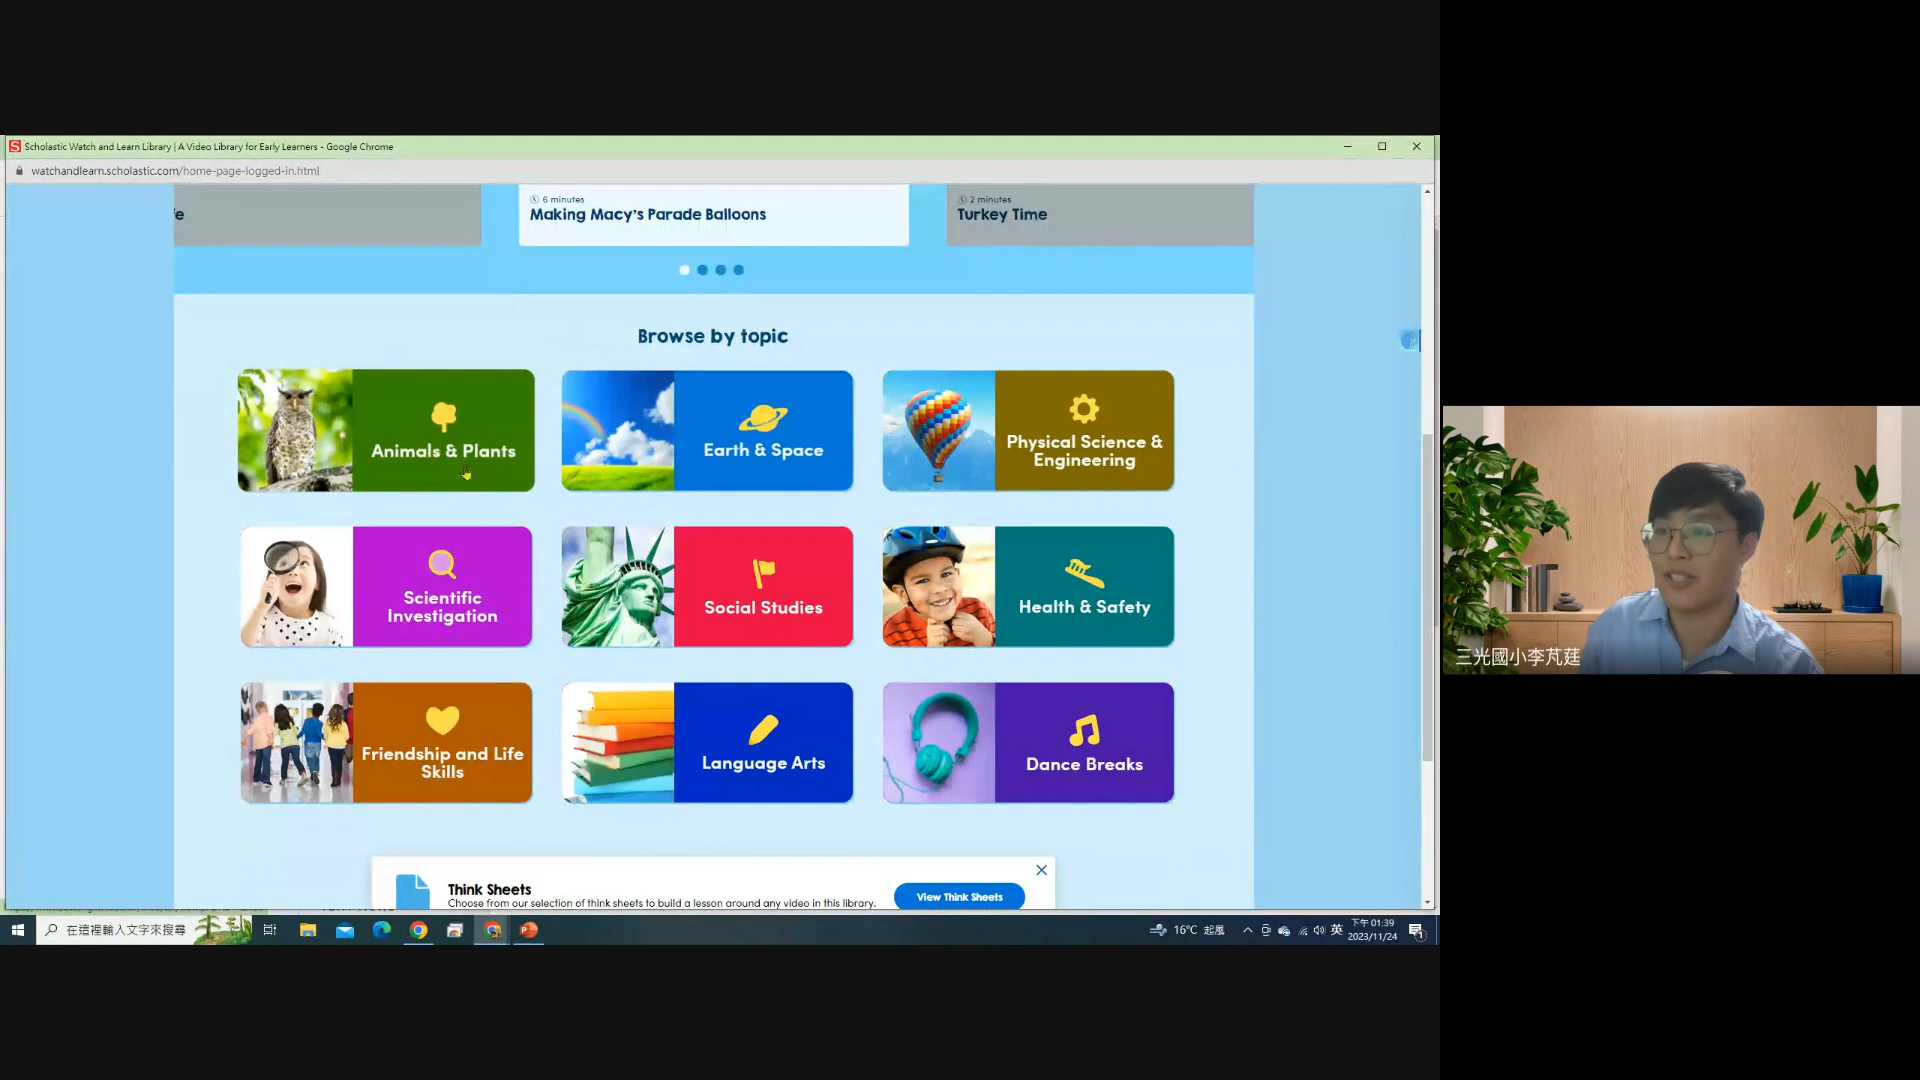 Scholastic Watch and Learn Library | A Video Library for Early Learners - Google Chrome
watchandlearn.scholastic.com/home-page-logged-in.html
6 minutes
Making Macy's Parade Balloons
2 minutes
Turkey Time
Browse by topic
Animals & Plants
Earth & Space
Physical Science &
Engineering
Scientific
Investigation
Social Studies
Health & Safety
Friendship and Life
Skills
Language Arts
Dance Breaks
Think Sheets
Choose from our selection of think sheets to build a lesson around any video in this library.
View Think Sheets
三光國小李芃莛
在這裡輸入文字來搜尋
16°C 起風
英
下午 01:39
2023/11/24